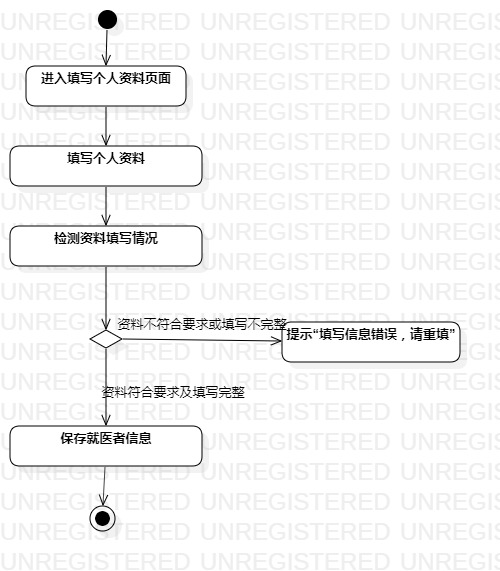 进入填写个人资料页面
填写个人资料
检测资料填写情况
资料不符合要求或填写不完整
提示“填写信息错误，请重填”
资料符合要求及填写完整
保存就医者信息
UNREGISTERED UNREGISTERED UNREGISTERED